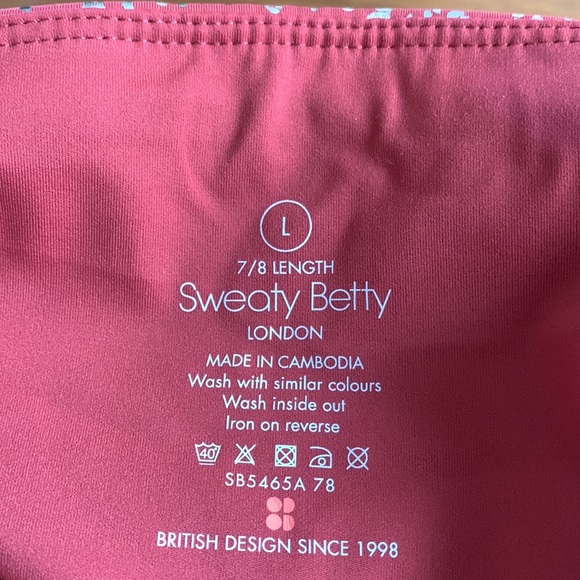 L
7/8 LENGTH
Sweaty Betty
LONDON
MADE IN CAMBODIA
Wash with similar colours
Wash inside out
Iron on reverse
40
SB5465A 78
BRITISH DESIGN SINCE 1998